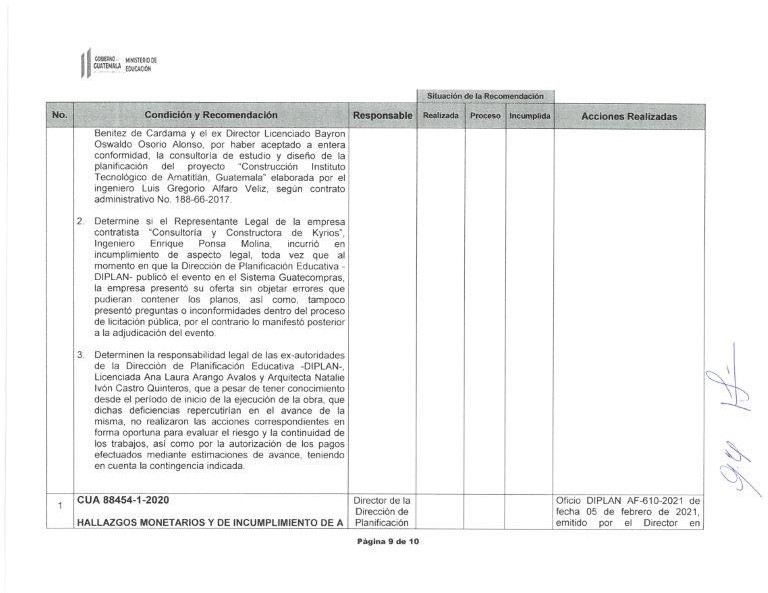 GOBIERNO
GUATEMALA
MINISTERIO DE
EDUCACIÓN
Situación de la Recomendación
No. Condición y Recomendación Responsable Realizada Proceso Incumplida Acciones Realizadas
Benitez de Cardama y el ex Director Licenciado Bayron
Oswaldo Osorio Alonso, por haber aceptado a entera
conformidad, la consultoría de estudio y diseño de la
planificación del proyecto "Construcción Instituto
Tecnológico de Amatitlán, Guatemala" elaborada por el
ingeniero Luis Gregorio Alfaro Veliz, según contrato
administrativo No. 188-66-2017.
2. Determine si el Representante Legal de la empresa
contratista "Consultoría y Constructora de Kyrios",
Ingeniero Enrique Ponsa Molina, incurrió en
incumplimiento de aspecto legal, toda vez que al
momento en que la Dirección de Planificación Educativa -
DIPLAN- publicó el evento en el Sistema Guatecompras,
la empresa presentó su oferta sin objetar errores que
pudieran contener los planos, así como, tampoco
presentó preguntas o inconformidades dentro del proceso
de licitación pública, por el contrario lo manifestó posterior
a la adjudicación del evento.
3. Determinen la responsabilidad legal de las ex-autoridades
de la Dirección de Planificación Educativa -DIPLAN-,
Licenciada Ana Laura Arango Avalos y Arquitecta Natalie
Ivón Castro Quinteros, que a pesar de tener conocimiento
desde el período de inicio de la ejecución de la obra, que
dichas deficiencias repercutirían en el avance de la
misma, no realizaron las acciones correspondientes en
forma oportuna para evaluar el riesgo y la continuidad de
los trabajos, así como por la autorización de los pagos
efectuados mediante estimaciones de avance, teniendo
en cuenta la contingencia indicada.
1 CUA 88454-1-2020
HALLAZGOS MONETARIOS Y DE INCUMPLIMIENTO DE A
Director de la
Dirección de
Planificación
Oficio DIPLAN AF-610-2021 de
fecha 05 de febrero de 2021,
emitido por el Director en
Página 9 de 10